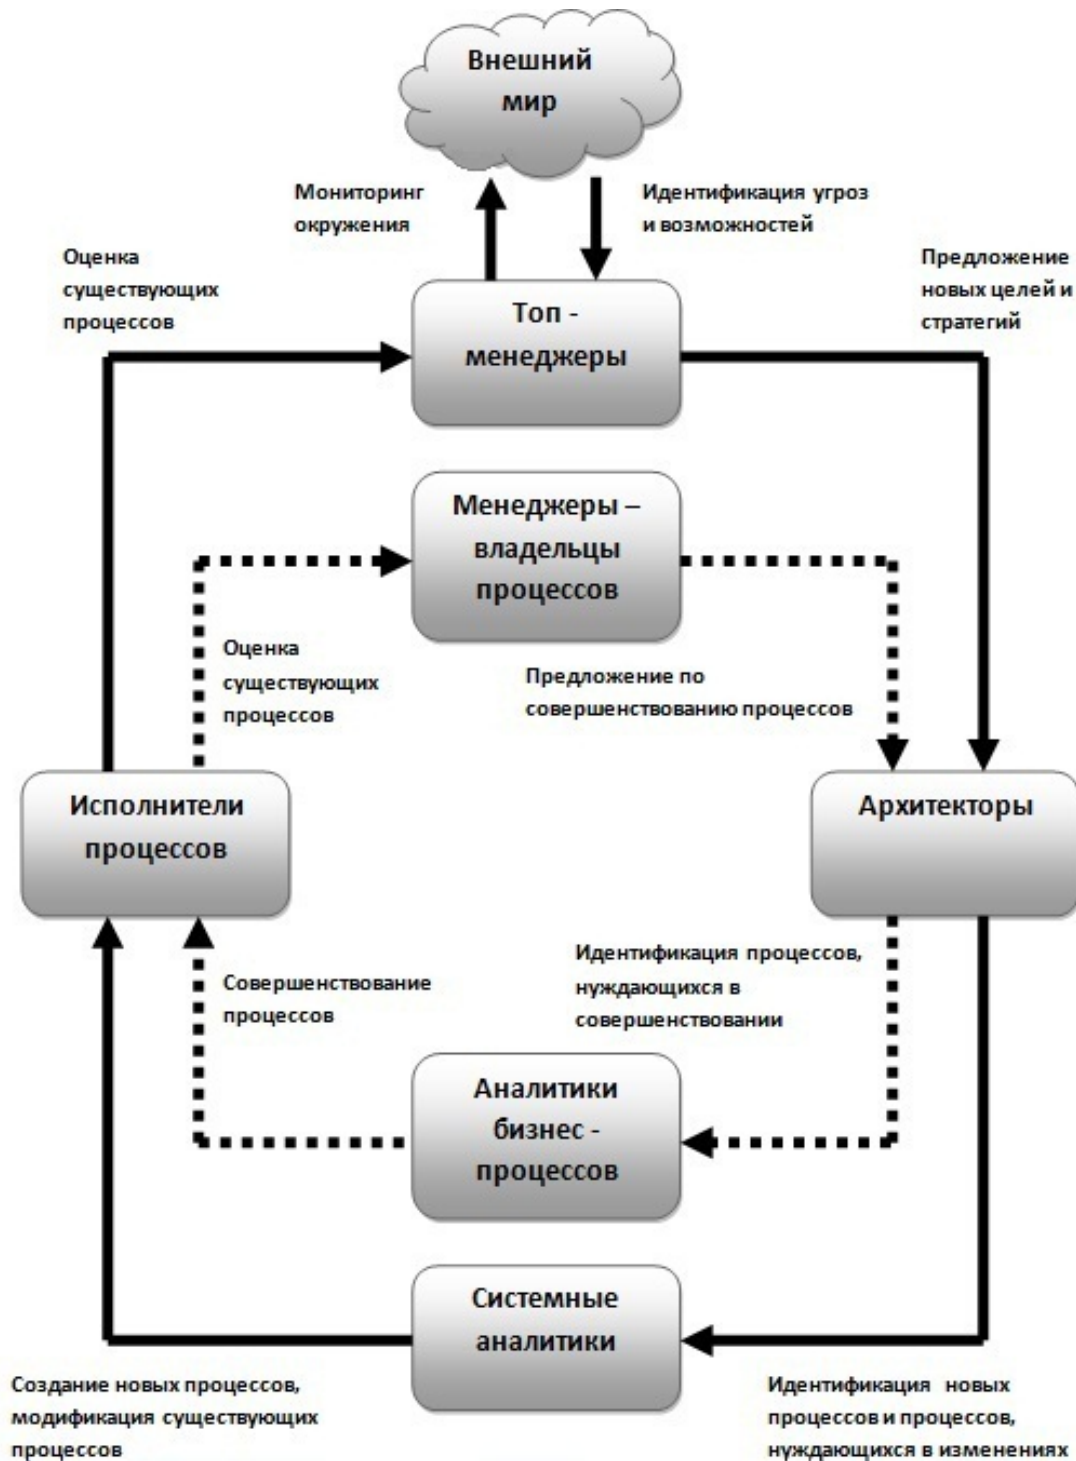 Внешний
мир
Мониторинг
окружения
Идентификация угроз
и возможностей
Оценка
существующих
процессов
Предложение
новых целей и
стратегий
Топ -
менеджеры
Менеджеры –
владельцы
процессов
Оценка
существующих
процессов
Предложение по
совершенствованию процессов
Исполнители
процессов
Архитекторы
Совершенствование
процессов
Идентификация процессов,
нуждающихся в
совершенствовании
Аналитики
бизнес -
процессов
Системные
аналитики
Создание новых процессов,
модификация существующих
процессов
Идентификация новых
процессов и процессов,
нуждающихся в изменениях